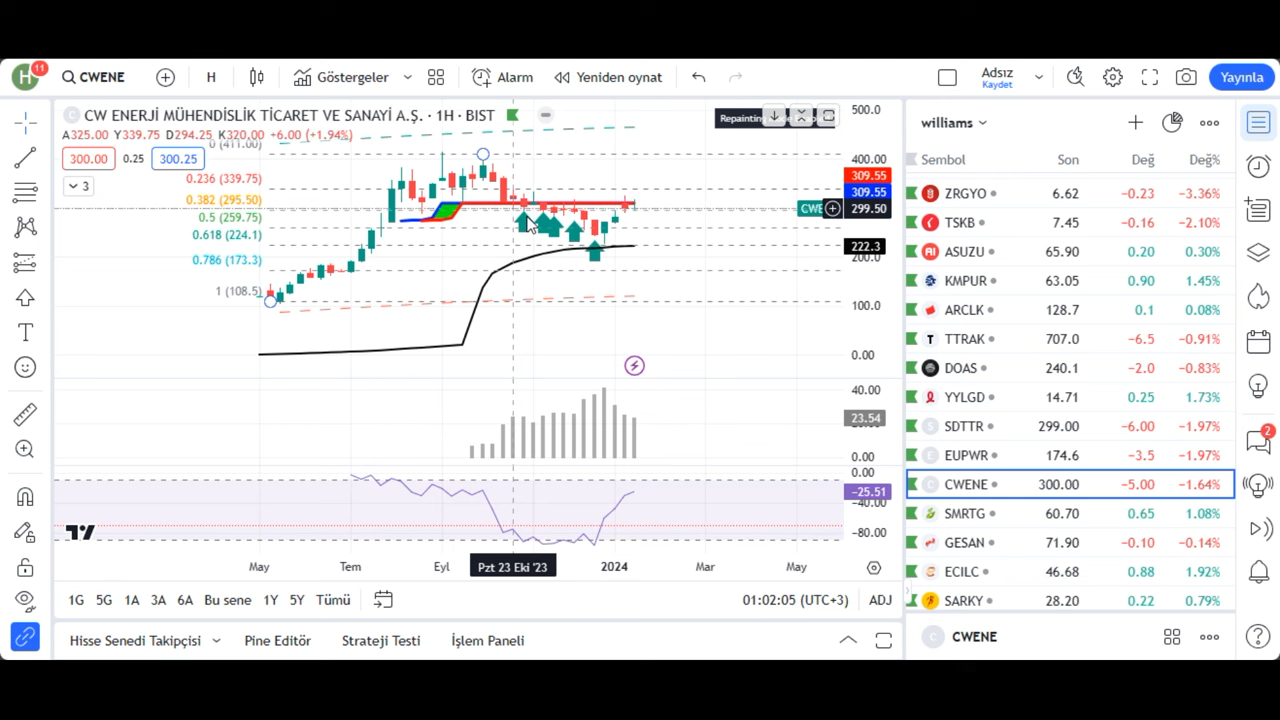 H
11
CWENE
H
Göstergeler
Alarm
Yeniden oynat
Adsız
Kaydet
Yayınla
CW ENERJİ MÜHENDİSLİK TİCARET VE SANAYİ A.Ş. · 1H · BIST
A325.00 Y339.75 D294.25 K320.00 +6.00 (+1.94%)
0 (411.00)
300.00 0.25 300.25
3
0.236 (339.75)
0.382 (295.50)
0.5 (259.75)
0.618 (224.1)
0.786 (173.3)
1 (108.5)
Repainting
500.0
400.00
309.55
309.55
CWE
299.50
222.3
200.0
100.0
0.00
40.00
23.54
0.00
0.00
−25.51
−40.00
−80.00
May
Tem
Eyl
Pzt 23 Eki '23
2024
Mar
May
1G 5G 1A 3A 6A Bu sene 1Y 5Y Tümü
01:02:05 (UTC+3)
ADJ
Hisse Senedi Takipçisi
Pine Editör
Strateji Testi
İşlem Paneli
williams
Sembol Son Değ Değ%
ZRGYO 6.62 −0.23 −3.36%
TSKB 7.45 −0.16 −2.10%
ASUZU 65.90 0.20 0.30%
KMPUR 63.05 0.90 1.45%
ARCLK 128.7 0.1 0.08%
TTRAK 707.0 −6.5 −0.91%
DOAS 240.1 −2.0 −0.83%
YYLGD 14.71 0.25 1.73%
S SDTTR 299.00 −6.00 −1.97%
E EUPWR 174.6 −3.5 −1.97%
C CWENE 300.00 −5.00 −1.64%
SMRTG 60.70 0.65 1.08%
GESAN 71.90 −0.10 −0.14%
ECILC 46.68 0.88 1.92%
SARKY 28.20 0.22 0.79%
C CWENE
2